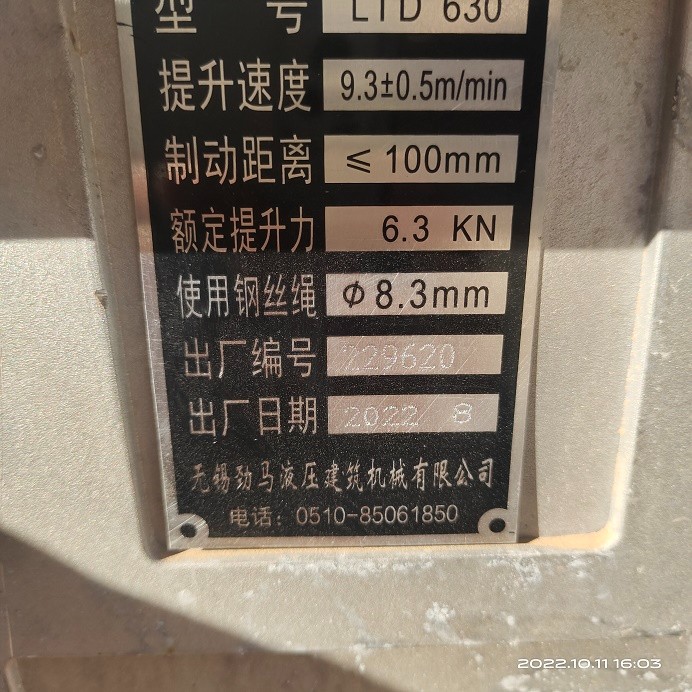 型 号 LTD 630
提升速度 9.3±0.5m/min
制动距离 ≤100mm
额定提升力 6.3 KN
使用钢丝绳 Φ8.3mm
出厂编号 229620
出厂日期 2022 8
无锡劲马液压建筑机械有限公司
电话：0510-85061850
2022.10.11 16:03